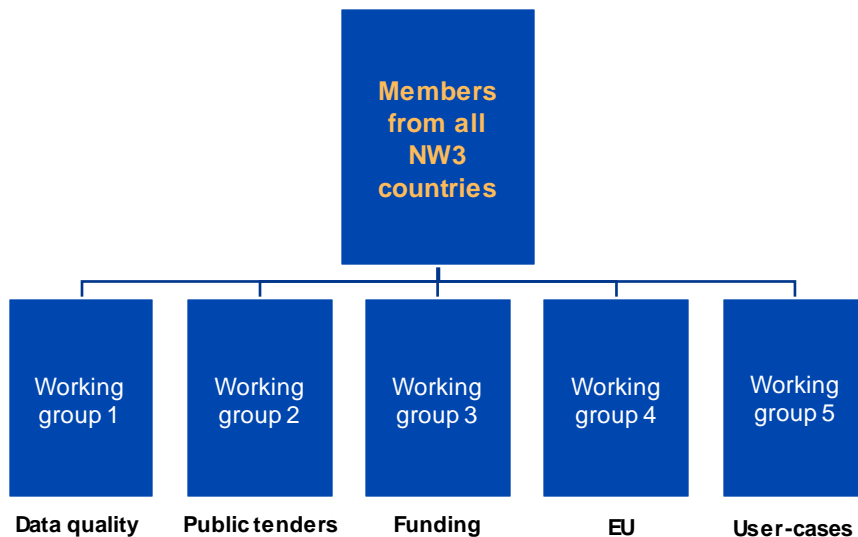 Members
from all
NW3
countries
Working
group 1
Working
group 2
Working
group 3
Working
group 4
Working
group 5
Data quality
Public tenders
Funding
EU
User-cases